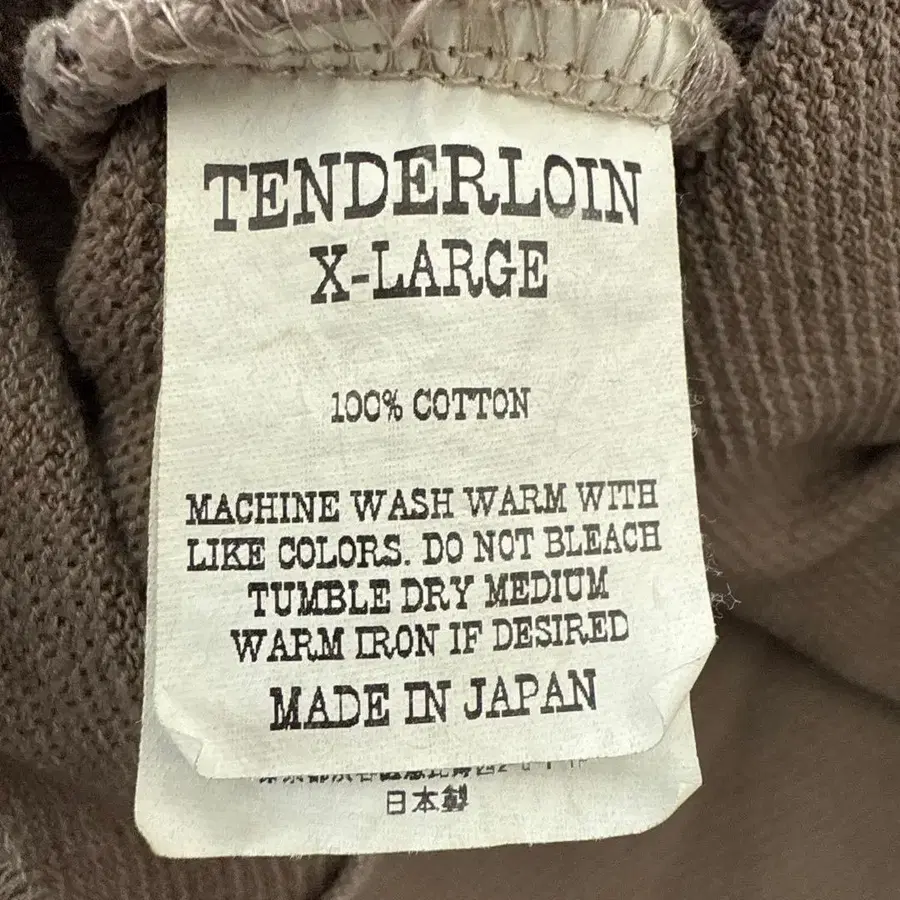 TENDERLOIN
X-LARGE
100% COTTON
MACHINE WASH WARM WITH
LIKE COLORS. DO NOT BLEACH
TUMBLE DRY MEDIUM
WARM IRON IF DESIRED
MADE IN JAPAN
日本製